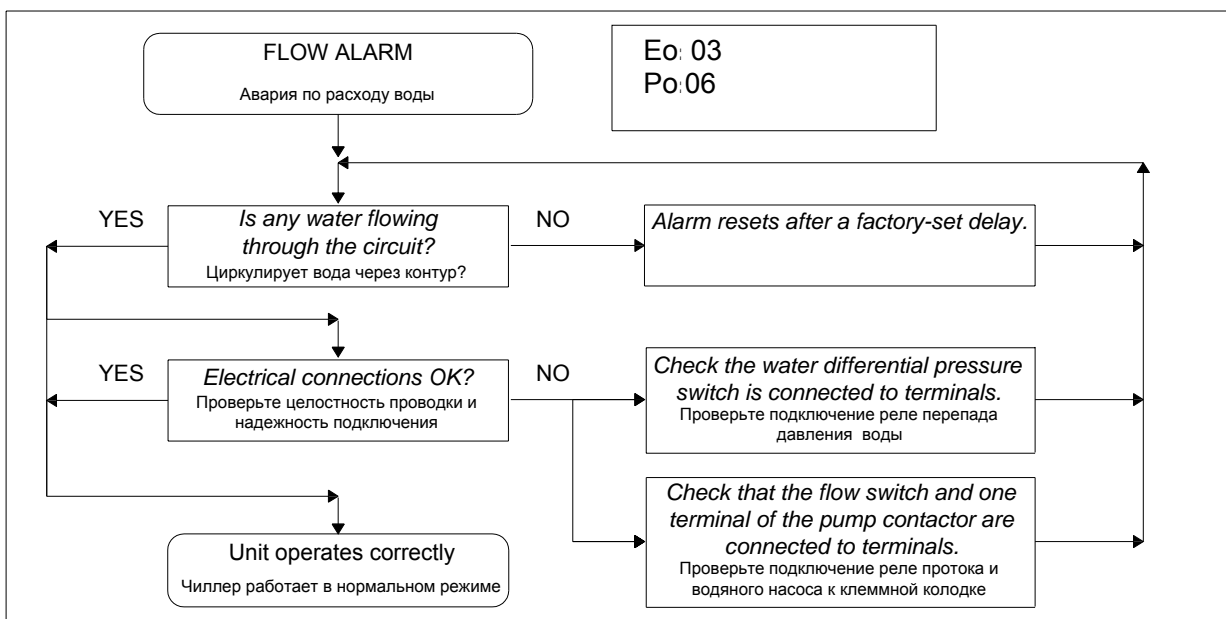 FLOW ALARM
Авария по расходу воды
Eo: 03
Po:06
YES
Is any water flowing
through the circuit?
Циркулирует вода через контур?
NO
Alarm resets after a factory-set delay.
YES
Electrical connections OK?
Проверьте целостность проводки и
надежность подключения
NO
Check the water differential pressure
switch is connected to terminals.
Проверьте подключение реле перепада
давления воды
Check that the flow switch and one
terminal of the pump contactor are
connected to terminals.
Проверьте подключение реле протока и
водяного насоса к клеммной колодке
Unit operates correctly
Чиллер работает в нормальном режиме